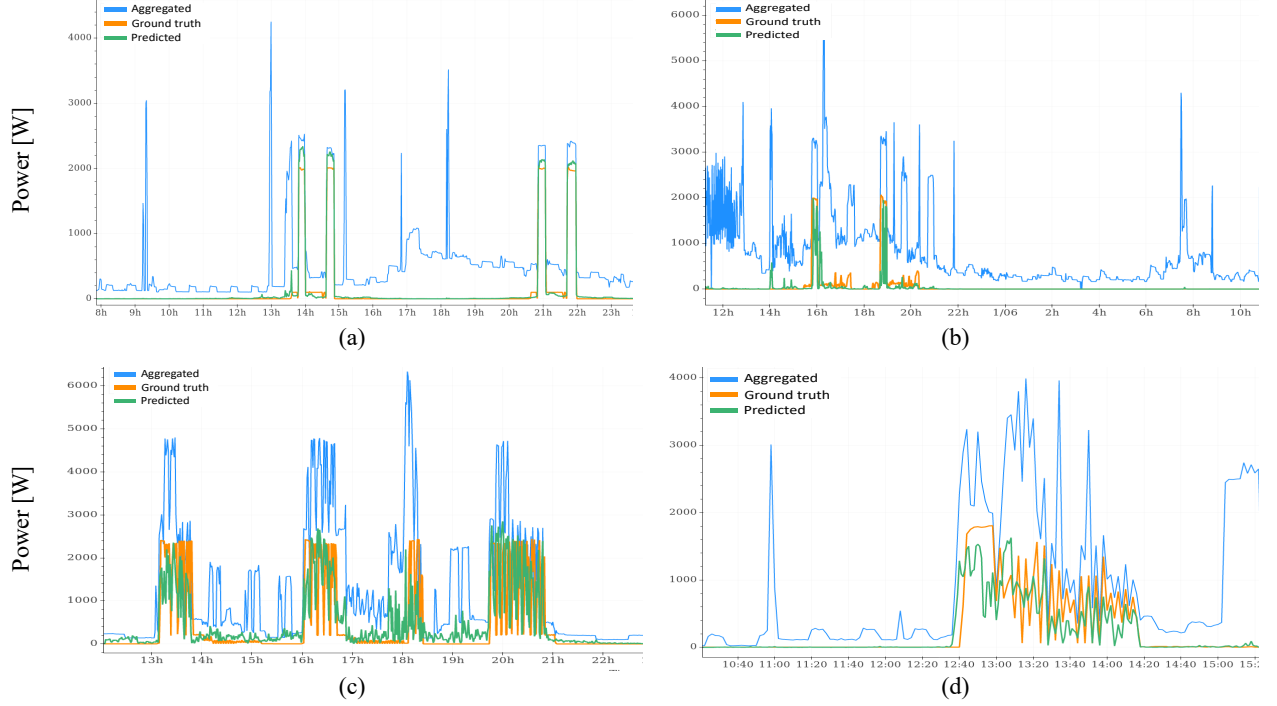 Aggregated
Ground truth
Predicted
Power [W]
4000
3000
2000
1000
0
8h 9h 10h 11h 12h 13h 14h 15h 16h 17h 18h 19h 20h 21h 22h 23h
(a)
Aggregated
Ground truth
Predicted
6000
5000
4000
3000
2000
1000
0
12h 14h 16h 18h 20h 22h 1/06 2h 4h 6h 8h 10h
(b)
Aggregated
Ground truth
Predicted
Power [W]
6000
5000
4000
3000
2000
1000
0
13h 14h 15h 16h 17h 18h 19h 20h 21h 22h
(c)
Aggregated
Ground truth
Predicted
4000
3000
2000
1000
0
10:40 11:00 11:20 11:40 12:00 12:20 12:40 13:00 13:20 13:40 14:00 14:20 14:40 15:00 15:2
(d)